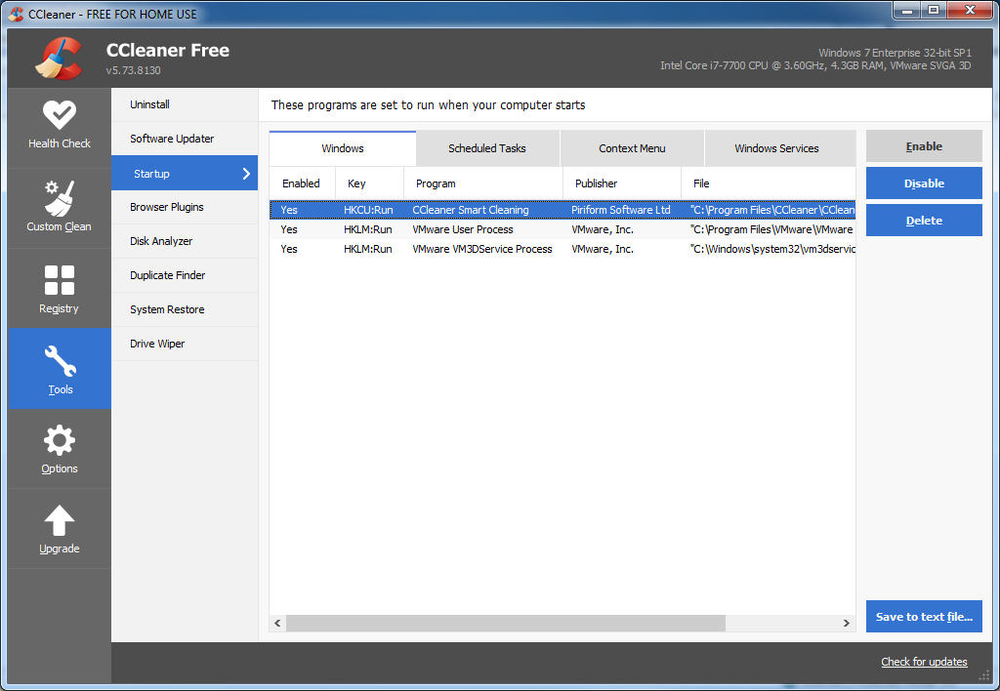 CCleaner - FREE FOR HOME USE
CCleaner Free
v5.73.8130
Windows 7 Enterprise 32-bit SP1
Intel Core i7-7700 CPU @ 3.60GHz, 4.3GB RAM, VMware SVGA 3D
Health Check
Custom Clean
Registry
Tools
Options
Upgrade
Uninstall
Software Updater
Startup
Browser Plugins
Disk Analyzer
Duplicate Finder
System Restore
Drive Wiper
These programs are set to run when your computer starts
Windows Scheduled Tasks Context Menu Windows Services
Enabled Key Program Publisher File
Yes HKCU:Run CCleaner Smart Cleaning Piriform Software Ltd "C:\Program Files\CCleaner\CClean
Yes HKLM:Run VMware User Process VMware, Inc. "C:\Program Files\VMware\VMware
Yes HKLM:Run VMware VM3DService Process VMware, Inc. "C:\Windows\system32\vm3dservic
Enable
Disable
Delete
Save to text file...
Check for updates